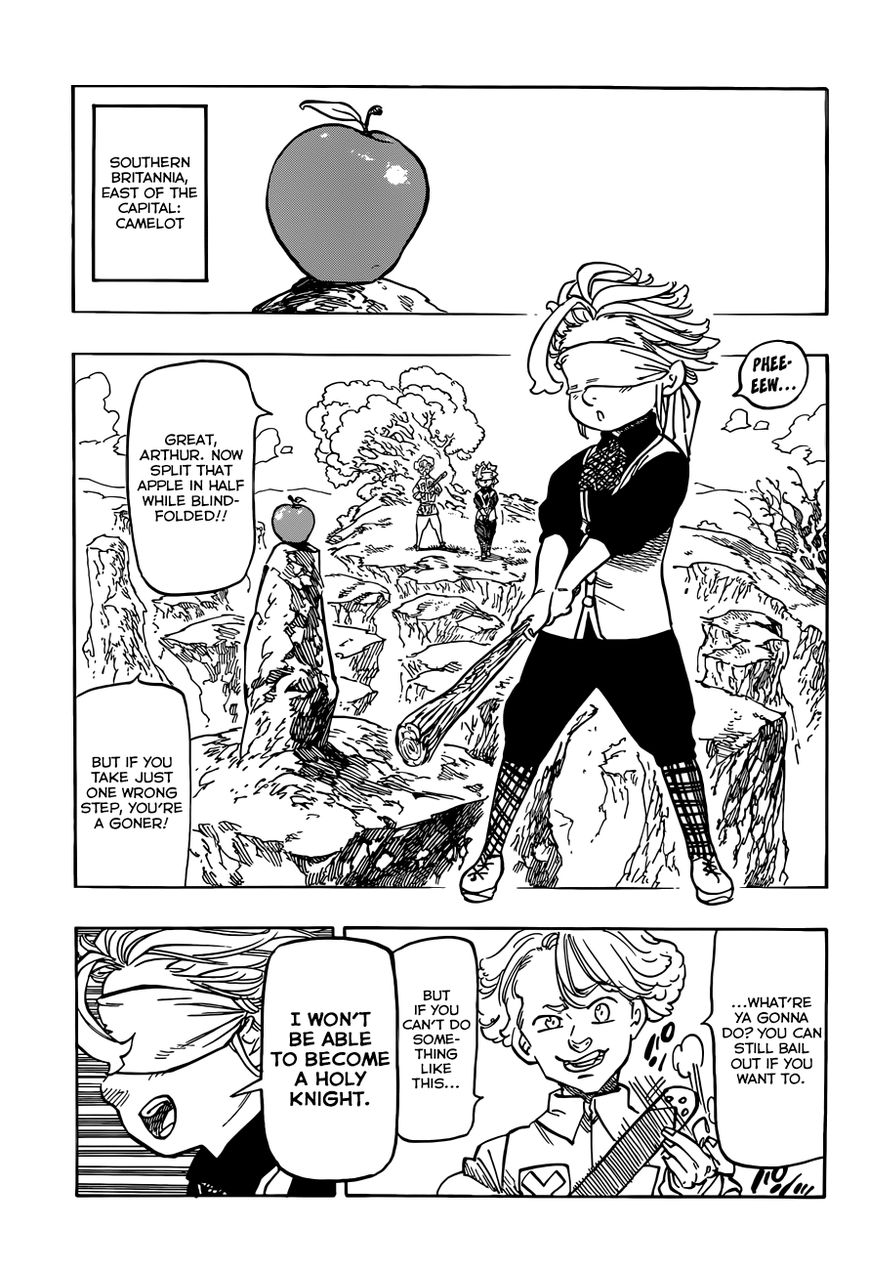 SOUTHERN
BRITANNIA,
EAST OF THE
CAPITAL:
CAMELOT
PHEE-
EEW...
GREAT,
ARTHUR. NOW
SPLIT THAT
APPLE IN HALF
WHILE BLIND-
FOLDED!!
BUT IF YOU
TAKE JUST
ONE WRONG
STEP, YOU'RE
A GONER!
...WHAT'RE
YA GONNA
DO? YOU CAN
STILL BAIL
OUT IF YOU
WANT TO.
BUT
IF YOU
CAN'T DO
SOME-
THING
LIKE
THIS...
I WON'T
BE ABLE
TO BECOME
A HOLY
KNIGHT.